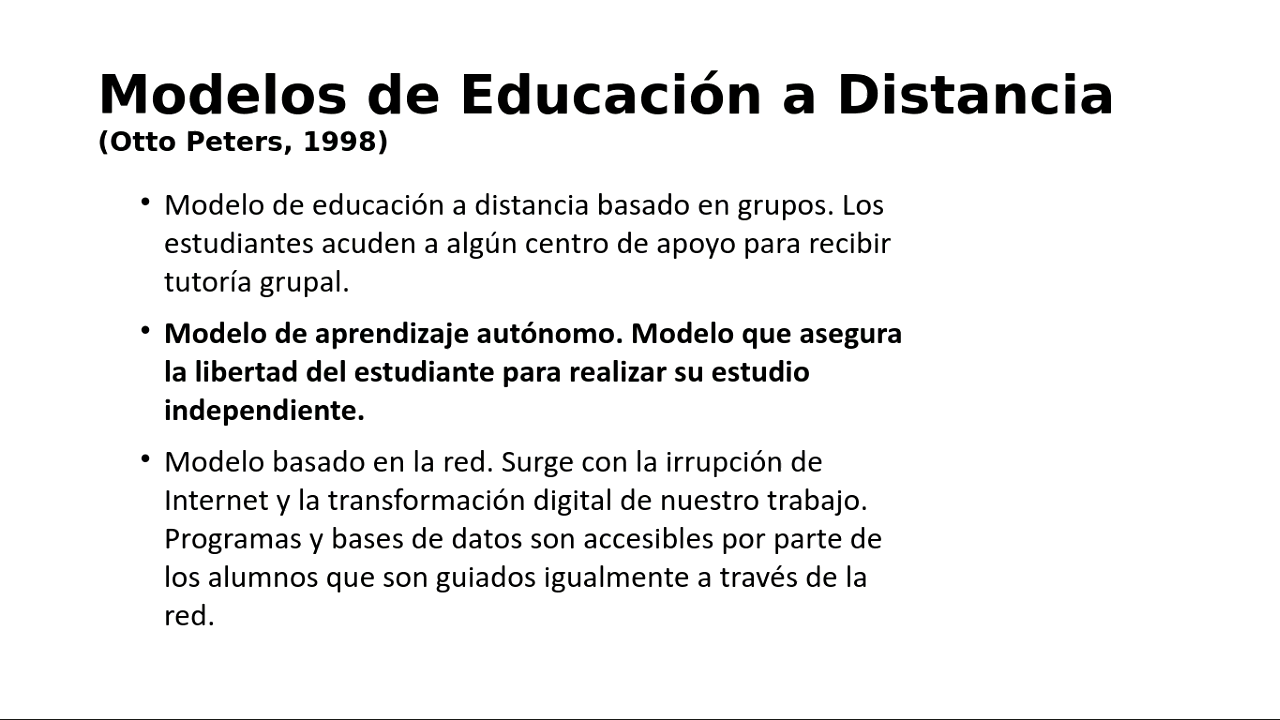 Modelos de Educación a Distancia
(Otto Peters, 1998)
• Modelo de educación a distancia basado en grupos. Los
estudiantes acuden a algún centro de apoyo para recibir
tutoría grupal.
• Modelo de aprendizaje autónomo. Modelo que asegura
la libertad del estudiante para realizar su estudio
independiente.
• Modelo basado en la red. Surge con la irrupción de
Internet y la transformación digital de nuestro trabajo.
Programas y bases de datos son accesibles por parte de
los alumnos que son guiados igualmente a través de la
red.